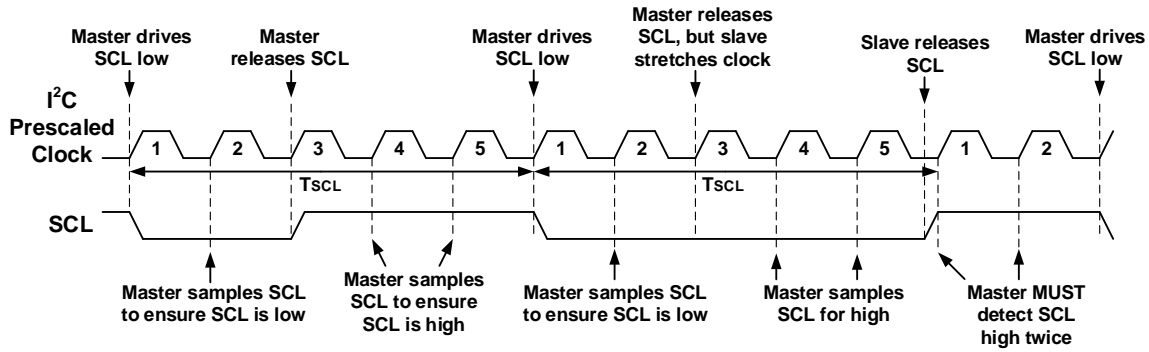 Master drives
SCL low
Master
releases SCL
Master drives
SCL low
Master releases
SCL, but slave
stretches clock
Slave releases
SCL
Master drives
SCL low
I²C
Prescaled
Clock
1 2 3 4 5 1 2 3 4 5 1 2
TSCL TSCL
SCL
Master samples SCL
to ensure SCL is low
Master samples
SCL to ensure
SCL is high
Master samples SCL
to ensure SCL is low
Master samples
SCL for high
Master MUST
detect SCL
high twice